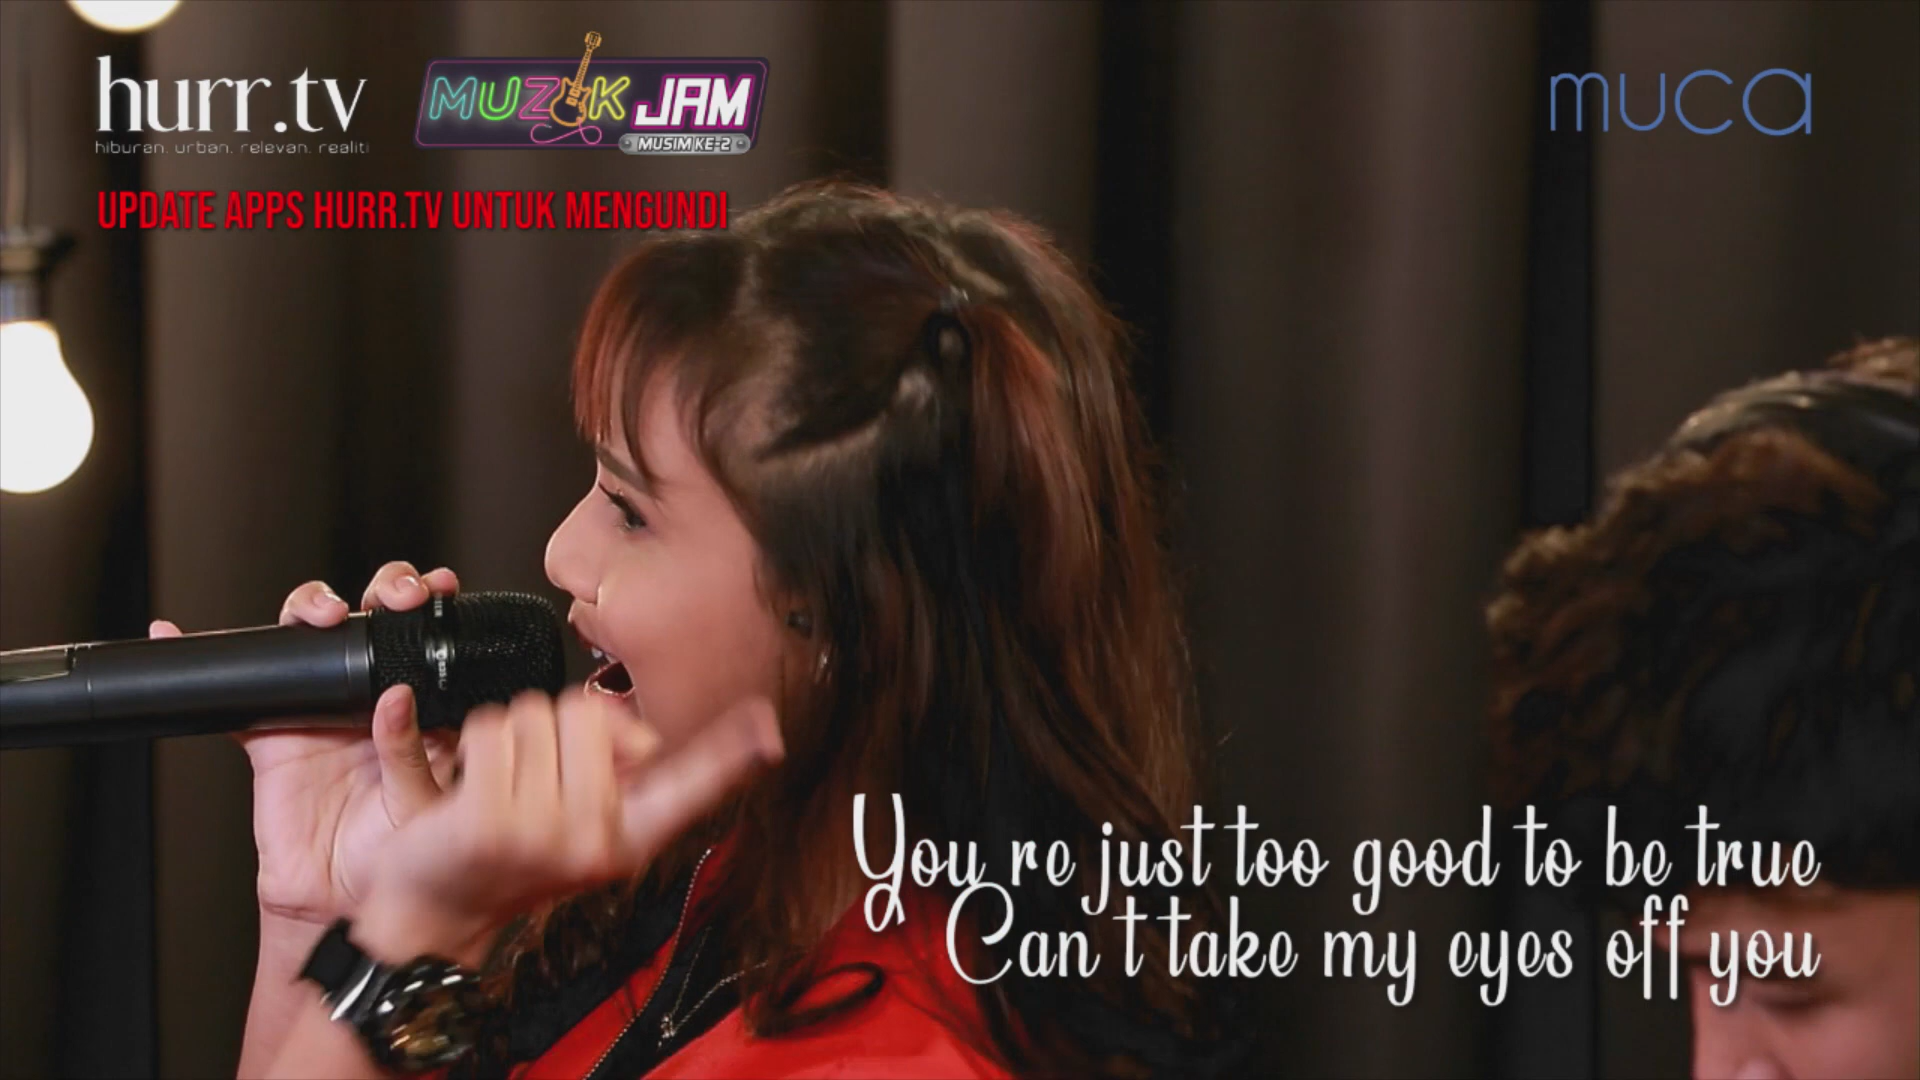 hurr.tv
hiburan. urban. relevan. realiti
MUZIK JAM
MUSIM KE-2
muca
UPDATE APPS HURR.TV UNTUK MENGUNDI
You re just too good to be true
Can t take my eyes off you